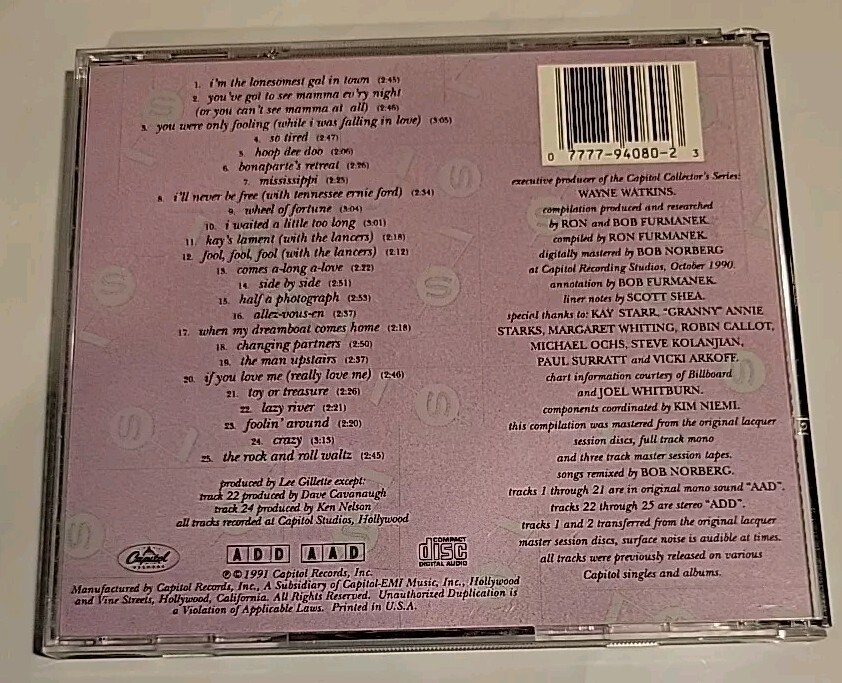 1. i'm the lonesomest gal in town (2:45)
2. you've got to see mamma ev'ry night
(or you can't see mamma at all) (2:46)
3. you were only fooling (while i was falling in love) (3:05)
4. so tired (2:47)
5. hoop dee doo (2:06)
6. bonaparte's retreat (2:26)
7. mississippi (2:25)
8. i'll never be free (with tennessee ernie ford) (2:34)
9. wheel of fortune (3:04)
10. i waited a little too long (3:01)
11. kay's lament (with the lancers) (2:18)
12. fool, fool, fool (with the lancers) (2:12)
13. comes a-long a-love (2:22)
14. side by side (2:51)
15. half a photograph (2:53)
16. allez-vous-en (2:37)
17. when my dreamboat comes home (2:18)
18. changing partners (2:50)
19. the man upstairs (2:37)
20. if you love me (really love me) (2:46)
21. toy or treasure (2:26)
22. lazy river (2:21)
23. foolin' around (2:20)
24. crazy (3:13)
25. the rock and roll waltz (2:45)
produced by Lee Gillette except:
track 22 produced by Dave Cavanaugh
track 24 produced by Ken Nelson
all tracks recorded at Capitol Studios, Hollywood
Capitol
RECORDS
ADD AAD
COMPACT
disc
DIGITAL AUDIO
℗ © 1991 Capitol Records, Inc.
Manufactured by Capitol Records, Inc., A Subsidiary of Capitol-EMI Music, Inc., Hollywood
and Vine Streets, Hollywood, California. All Rights Reserved. Unauthorized Duplication is
a Violation of Applicable Laws. Printed in U.S.A.
0 7777-94080-2 3
executive producer of the Capitol Collector's Series:
WAYNE WATKINS.
compilation produced and researched
by RON and BOB FURMANEK.
compiled by RON FURMANEK.
digitally mastered by BOB NORBERG
at Capitol Recording Studios, October 1990.
annotation by BOB FURMANEK.
liner notes by SCOTT SHEA.
special thanks to: KAY STARR, "GRANNY" ANNIE
STARKS, MARGARET WHITING, ROBIN CALLOT,
MICHAEL OCHS, STEVE KOLANJIAN,
PAUL SURRATT and VICKI ARKOFF.
chart information courtesy of Billboard
and JOEL WHITBURN.
components coordinated by KIM NIEMI.
this compilation was mastered from the original lacquer
session discs, full track mono
and three track master session tapes.
songs remixed by BOB NORBERG.
tracks 1 through 21 are in original mono sound "AAD".
tracks 22 through 25 are stereo "ADD".
tracks 1 and 2 transferred from the original lacquer
master session discs, surface noise is audible at times.
all tracks were previously released on various
Capitol singles and albums.